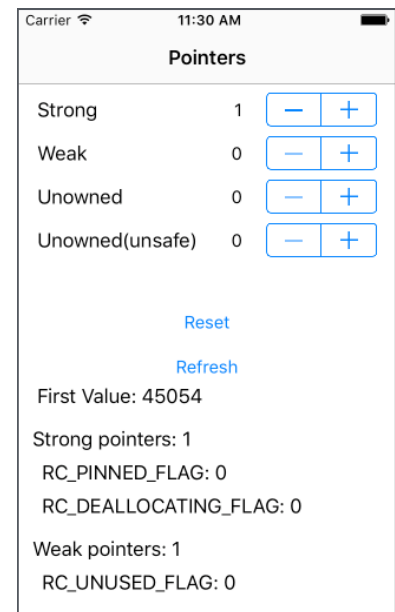 Carrier 11:30 AM
Pointers
Strong 1 — +
Weak 0 — +
Unowned 0 — +
Unowned(unsafe) 0 — +
Reset
Refresh
First Value: 45054
Strong pointers: 1
RC_PINNED_FLAG: 0
RC_DEALLOCATING_FLAG: 0
Weak pointers: 1
RC_UNUSED_FLAG: 0